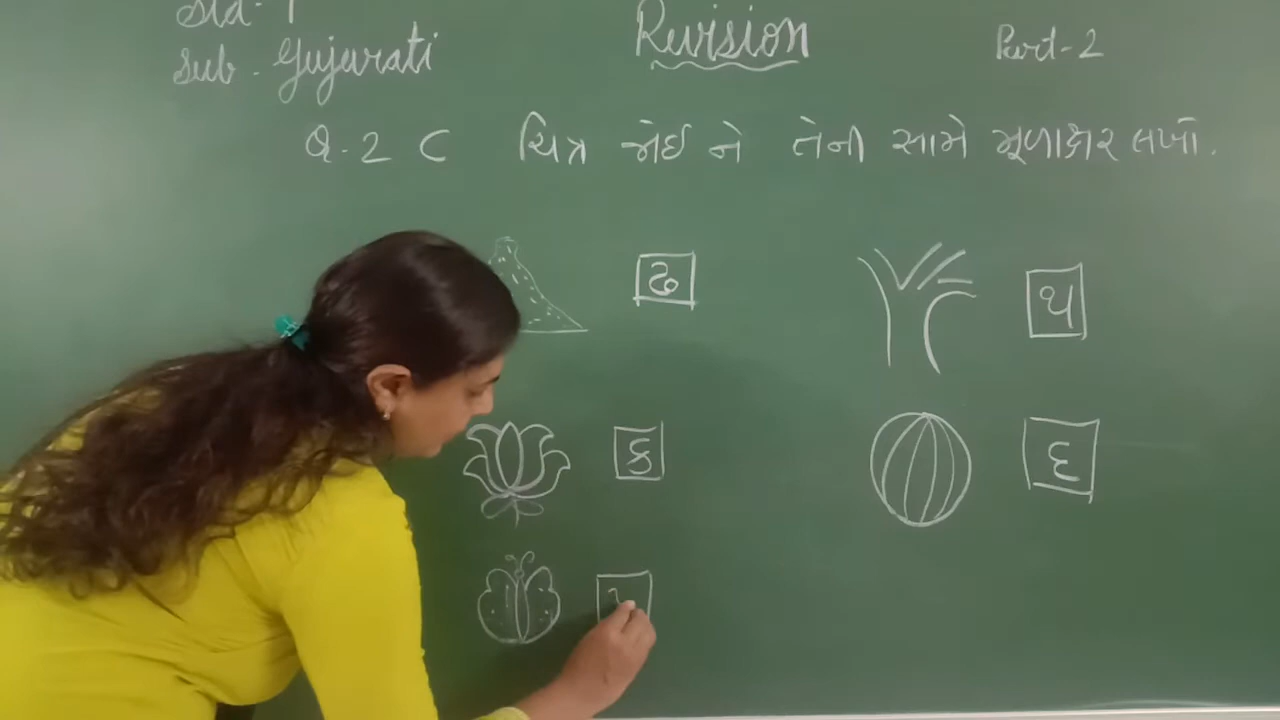 Std- 1
Sub - Gujarati
Revision
Part-2
Q-2 C ચિત્ર જોઈ ને તેની સામે મૂળાક્ષર લખો.
ઢ
થ
ક
દ